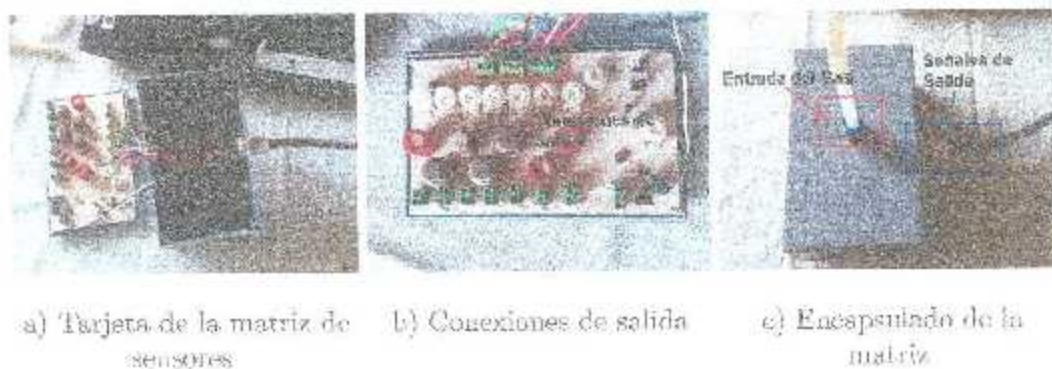 Entrada del Gas
Señales de
Salida
a) Tarjeta de la matriz de
sensores
b) Conexiones de salida
c) Encapsulado de la
matriz